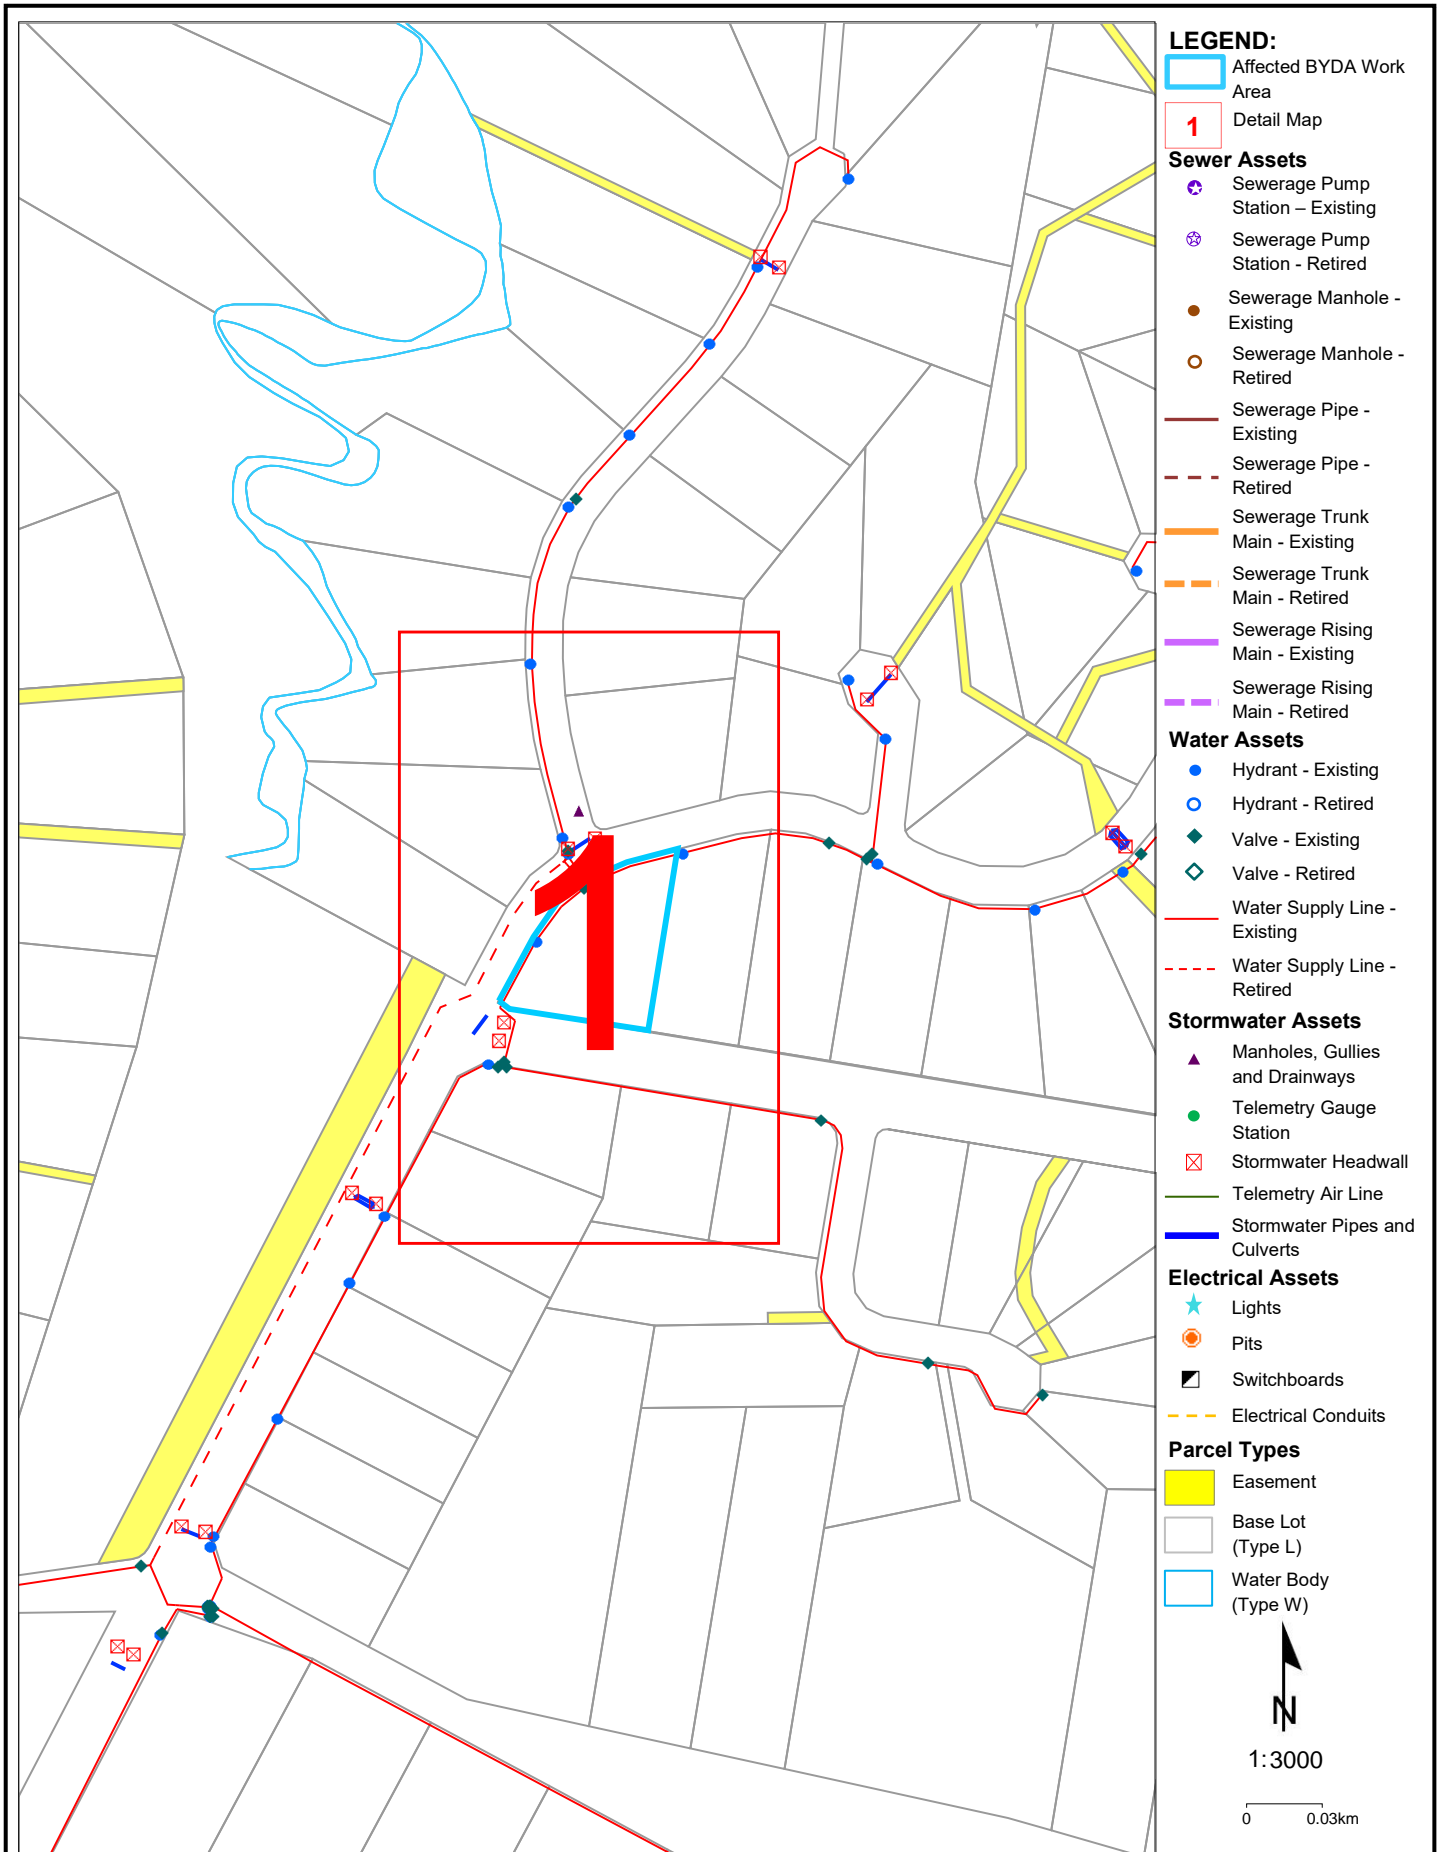 LEGEND:
Affected BYDA Work
Area
1
Detail Map
Sewer Assets
Sewerage Pump
Station – Existing
Sewerage Pump
Station - Retired
Sewerage Manhole -
Existing
Sewerage Manhole -
Retired
Sewerage Pipe -
Existing
Sewerage Pipe -
Retired
Sewerage Trunk
Main - Existing
Sewerage Trunk
Main - Retired
Sewerage Rising
Main - Existing
Sewerage Rising
Main - Retired
Water Assets
Hydrant - Existing
Hydrant - Retired
Valve - Existing
Valve - Retired
Water Supply Line -
Existing
Water Supply Line -
Retired
Stormwater Assets
Manholes, Gullies
and Drainways
Telemetry Gauge
Station
Stormwater Headwall
Telemetry Air Line
Stormwater Pipes and
Culverts
Electrical Assets
Lights
Pits
Switchboards
Electrical Conduits
Parcel Types
Easement
Base Lot
(Type L)
Water Body
(Type W)
N
1:3000
0 0.03km
1